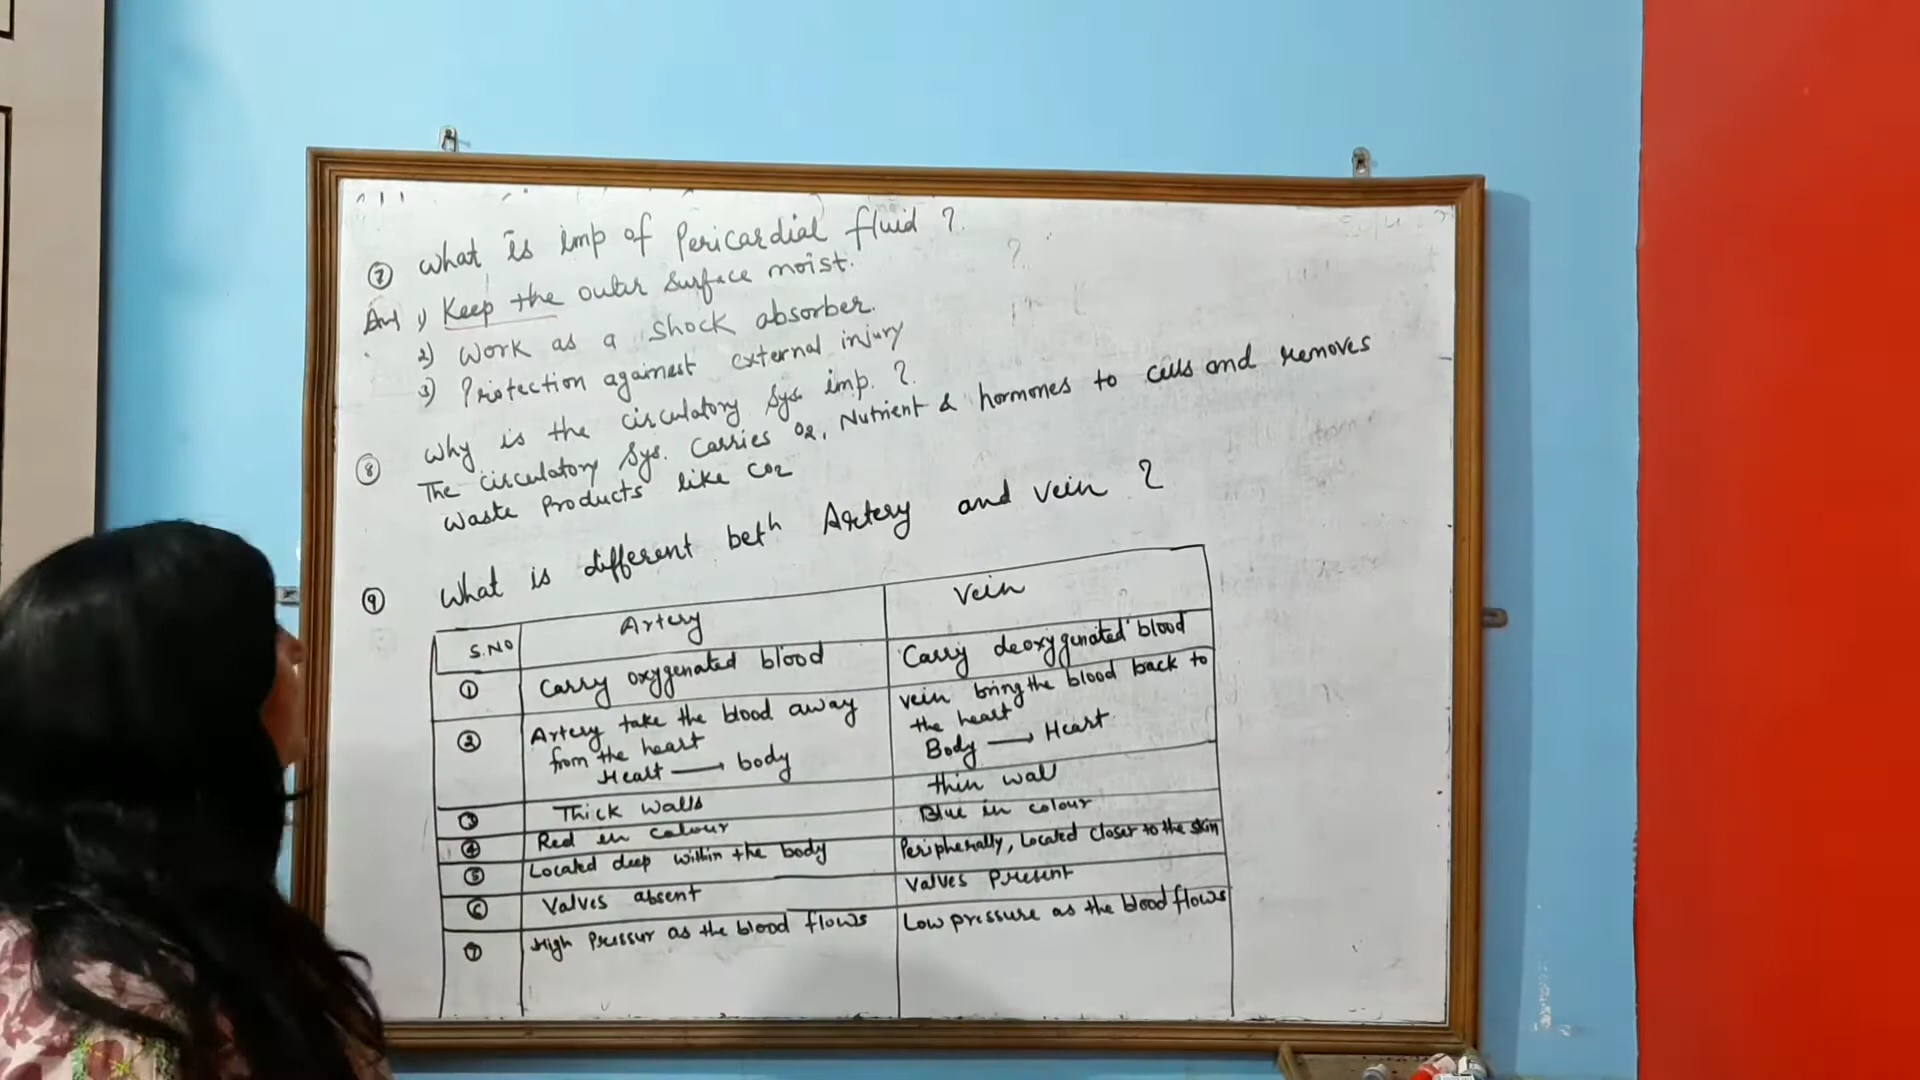 ⑦ What is imp of Pericardial fluid ?
Ans 1) Keep the outer surface moist.
2) Work as a Shock absorber.
3) Protection against external injury
⑧ Why is the circulatory Sys imp. ?
The circulatory Sys. Carries O2, Nutrient & hormones to cells and removes
Waste Products like CO2
⑨ What is different betn Artery and vein ?
S.NO Artery Vein
① Carry oxygenated blood Carry deoxygenated blood
② Artery take the blood away vein bring the blood back to
from the heart the heart
Heart → body Body → Heart
③ Thick walls thin wall
④ Red in colour Blue in colour
⑤ Located deep within the body Peripherally, Located closer to the skin
⑥ Valves absent Valves Present
⑦ High Pressur as the blood flows Low pressure as the blood flows